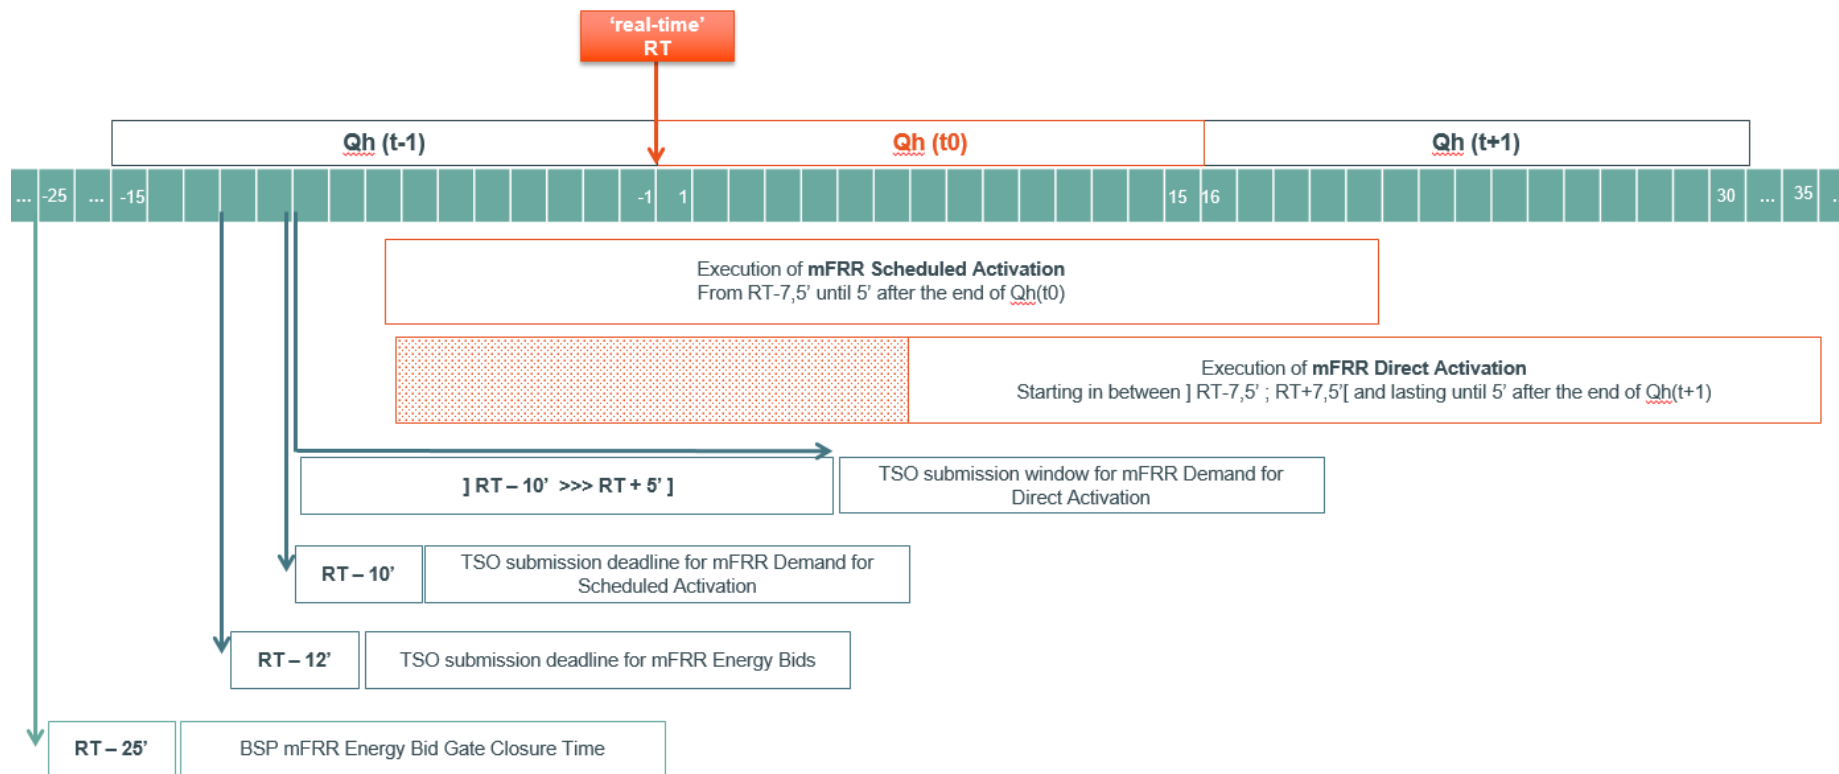 ‘real-time’
RT
Qh (t-1)
Qh (t0)
Qh (t+1)
... -25 ... -15 -1 1 15 16 30 ... 35 ..
Execution of mFRR Scheduled Activation
From RT-7,5’ until 5’ after the end of Qh(t0)
Execution of mFRR Direct Activation
Starting in between ] RT-7,5’ ; RT+7,5’[ and lasting until 5’ after the end of Qh(t+1)
] RT – 10’ >>> RT + 5’ ]
TSO submission window for mFRR Demand for
Direct Activation
RT – 10’
TSO submission deadline for mFRR Demand for
Scheduled Activation
RT – 12’
TSO submission deadline for mFRR Energy Bids
RT – 25’
BSP mFRR Energy Bid Gate Closure Time